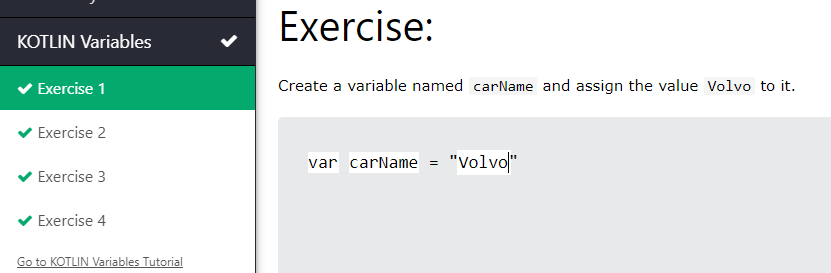 KOTLIN Variables
Exercise 1
Exercise 2
Exercise 3
Exercise 4
Go to KOTLIN Variables Tutorial
Exercise:
Create a variable named carName and assign the value Volvo to it.
var carName = "Volvo"